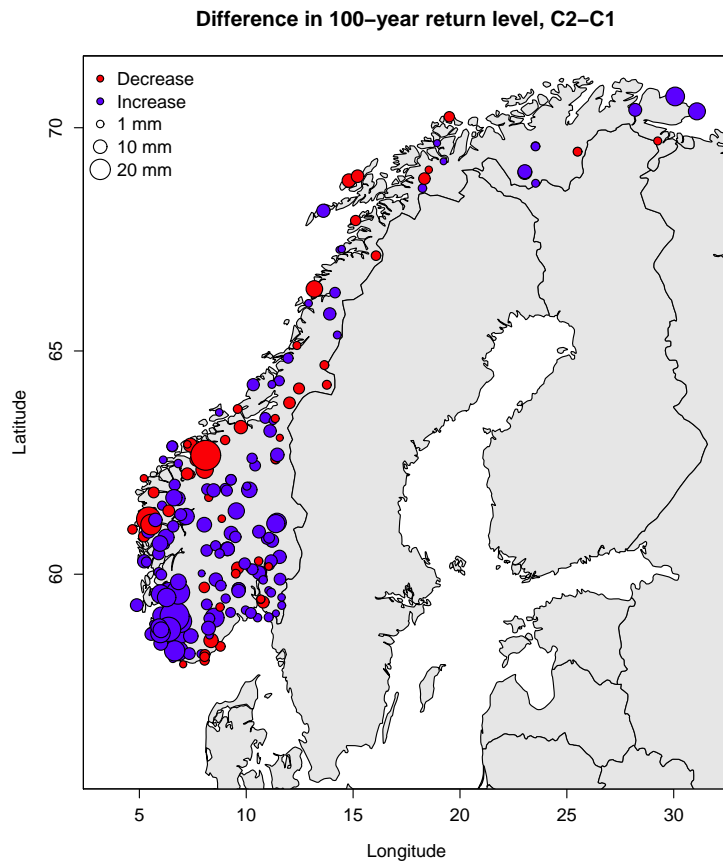 Difference in 100−year return level, C2−C1
Decrease
Increase
1 mm
10 mm
20 mm
70
65
60
Latitude
5 10 15 20 25 30
Longitude